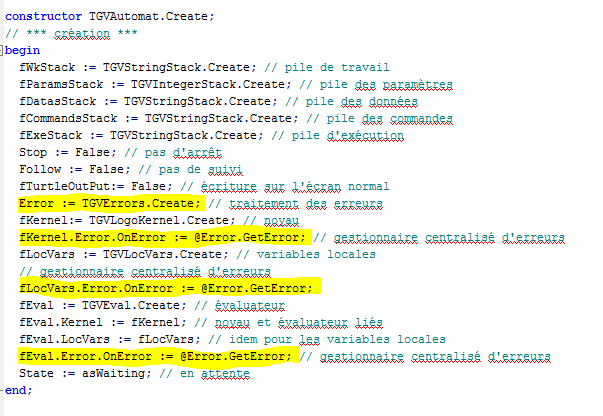 constructor TGVAutomat.Create;
// *** création ***
begin
fWkStack := TGVStringStack.Create; // pile de travail
fParamsStack := TGVIntegerStack.Create; // pile des paramètres
fDatasStack := TGVStringStack.Create; // pile des données
fCommandsStack := TGVStringStack.Create; // pile des commandes
fExeStack := TGVStringStack.Create; // pile d'exécution
Stop := False; // pas d'arrêt
Follow := False; // pas de suivi
fTurtleOutPut:= False; // écriture sur l'écran normal
Error := TGVErrors.Create; // traitement des erreurs
fKernel:= TGVLogoKernel.Create; // noyau
fKernel.Error.OnError := @Error.GetError; // gestionnaire centralisé d'erreurs
fLocVars := TGVLocVars.Create; // variables locales
// gestionnaire centralisé d'erreurs
fLocVars.Error.OnError := @Error.GetError;
fEval := TGVEval.Create; // évaluateur
fEval.Kernel := fKernel; // noyau et évaluateur liés
fEval.LocVars := fLocVars; // idem pour les variables locales
fEval.Error.OnError := @Error.GetError; // gestionnaire centralisé d'erreurs
State := asWaiting; // en attente
end;